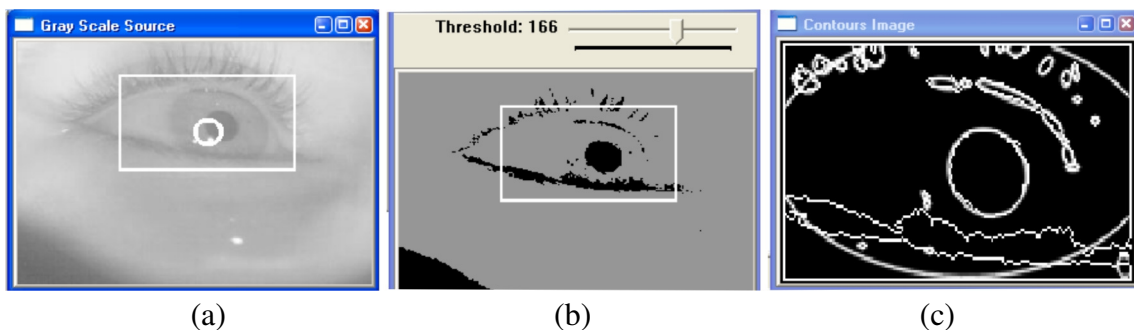 Gray Scale Source
Threshold: 166
Contours Image
(a)
(b)
(c)